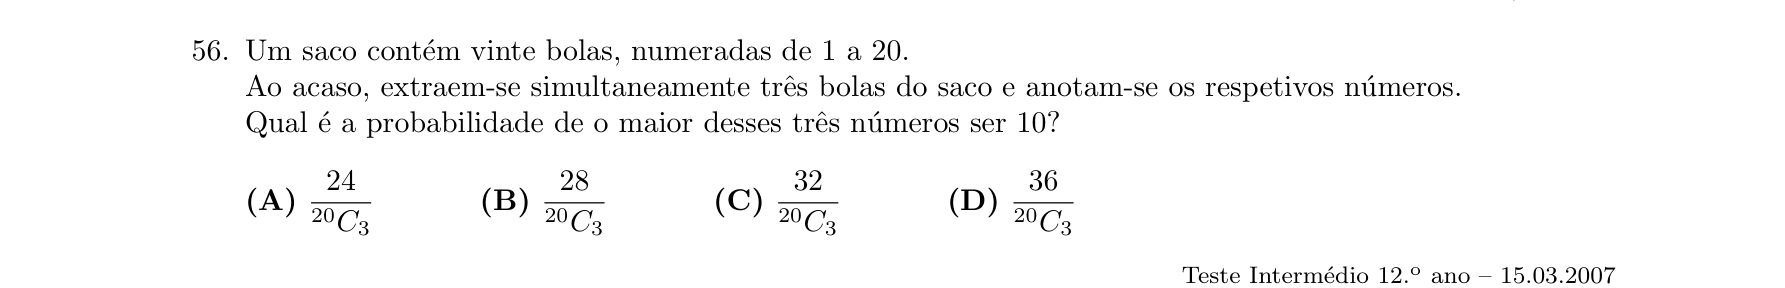 56. Um saco contém vinte bolas, numeradas de 1 a 20.
Ao acaso, extraem-se simultaneamente três bolas do saco e anotam-se os respetivos números.
Qual é a probabilidade de o maior desses três números ser 10?
(A) \frac{24}{^{20}C_3} (B) \frac{28}{^{20}C_3} (C) \frac{32}{^{20}C_3} (D) \frac{36}{^{20}C_3}
Teste Intermédio 12.º ano – 15.03.2007